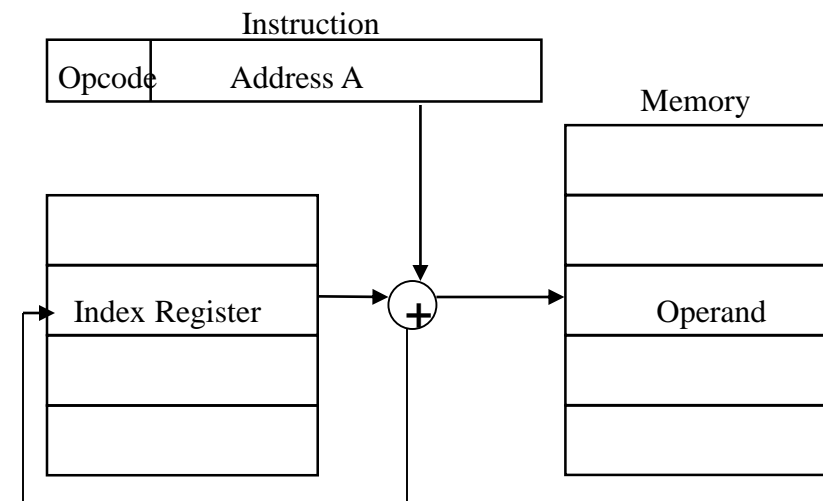 Instruction
Opcode Address A
Memory
Index Register + Operand